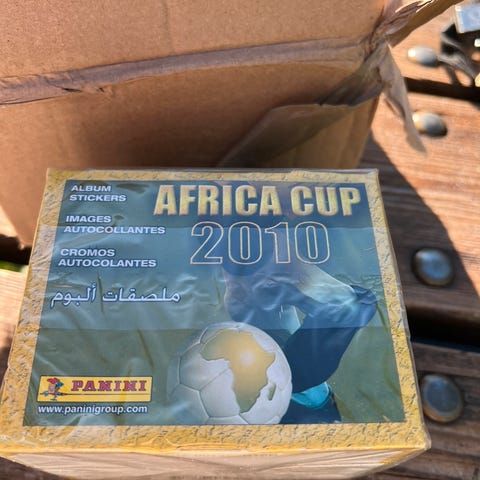 ALBUM
STICKERS
AFRICA CUP
2010
IMAGES
AUTOCOLLANTES
CROMOS
AUTOCOLANTES
ملصقات ألبوم
PANINI
www.paninigroup.com